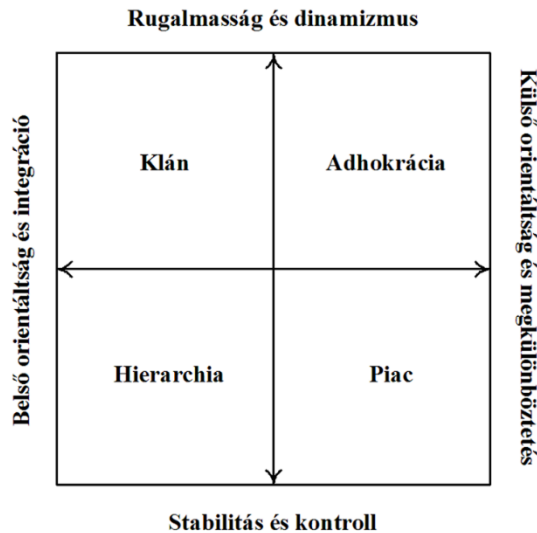 Rugalmasság és dinamizmus
Belső orientáltság és integráció
Klán
Adhokrácia
Külső orientáltság és megkülönböztetés
Hierarchia
Piac
Stabilitás és kontroll